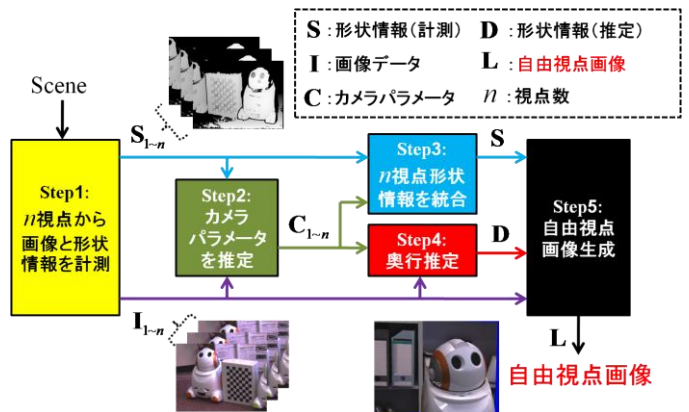 S：形状情報（計測）
D：形状情報（推定）
I：画像データ
L：自由視点画像
C：カメラパラメータ
n：視点数
Scene
S1~n
Step1:
n視点から
画像と形状
情報を計測
Step2:
カメラ
パラメータ
を推定
C1~n
Step3:
n視点形状
情報を統合
S
Step4:
奥行推定
D
Step5:
自由視点
画像生成
I1~n
L
自由視点画像